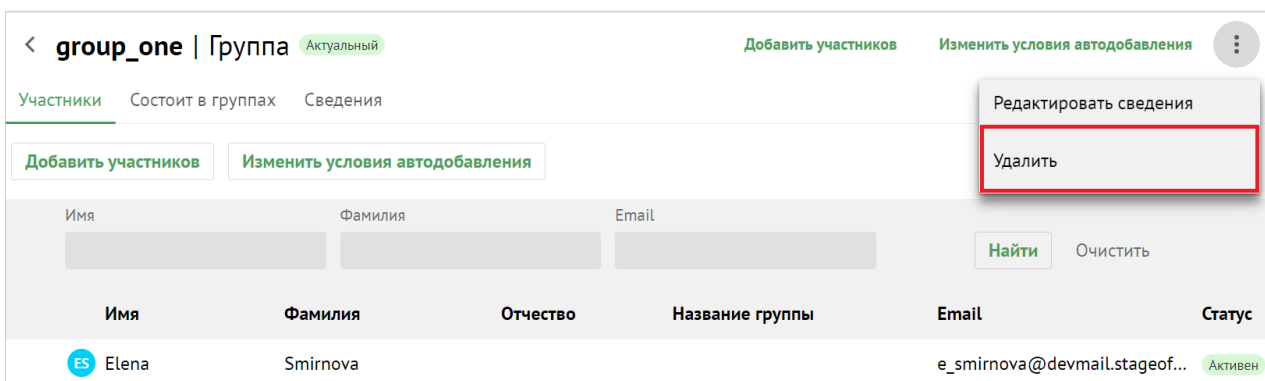 group_one | Группа Актуальный Добавить участников Изменить условия автодобавления
Участники Состоит в группах Сведения
Редактировать сведения
Удалить
Добавить участников Изменить условия автодобавления
Имя Фамилия Email
Найти Очистить
Имя Фамилия Отчество Название группы Email Статус
ES Elena Smirnova e_smirnova@devmail.stageof... Активен